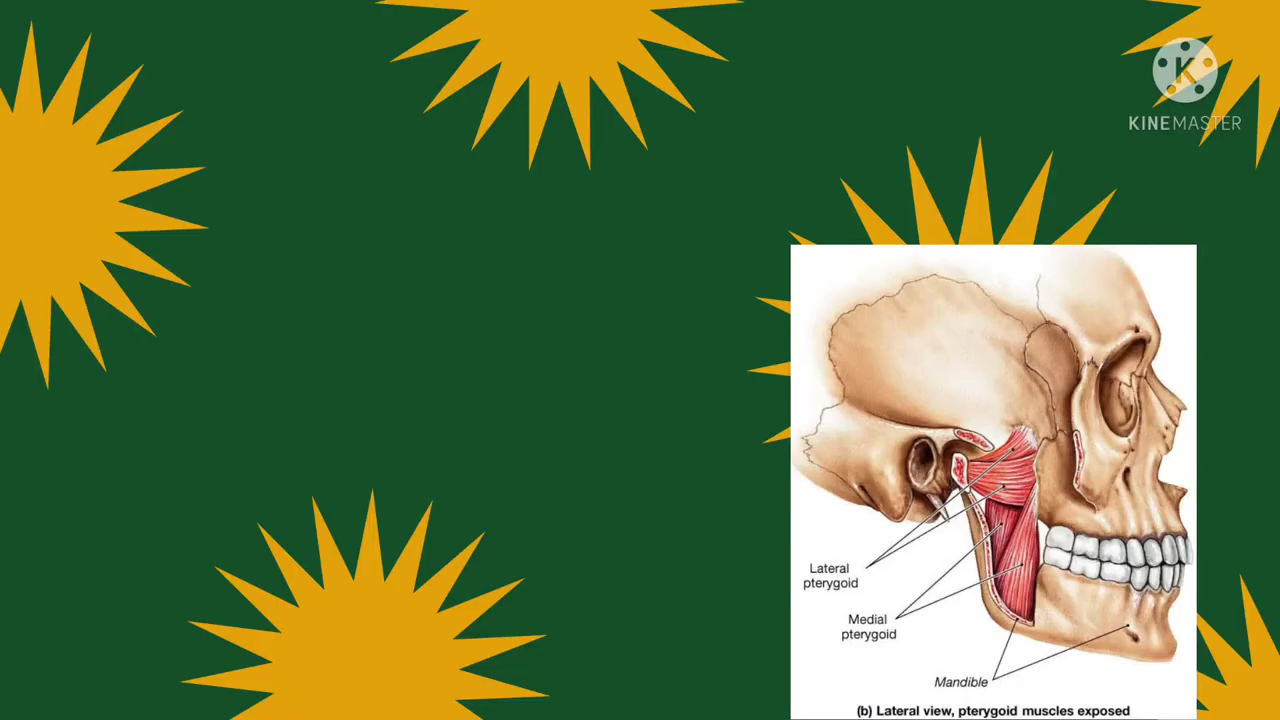 K
KINEMASTER
Lateral
pterygoid
Medial
pterygoid
Mandible
(b) Lateral view, pterygoid muscles exposed